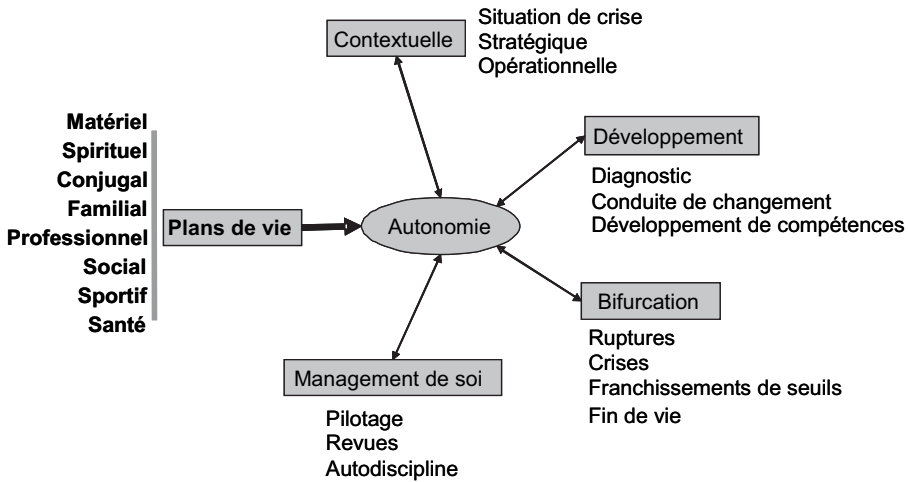 Contextuelle
Situation de crise
Stratégique
Opérationnelle
Matériel
Spirituel
Conjugal
Familial
Professionnel
Social
Sportif
Santé
Plans de vie
Autonomie
Développement
Diagnostic
Conduite de changement
Développement de compétences
Bifurcation
Ruptures
Crises
Franchissements de seuils
Fin de vie
Management de soi
Pilotage
Revues
Autodiscipline